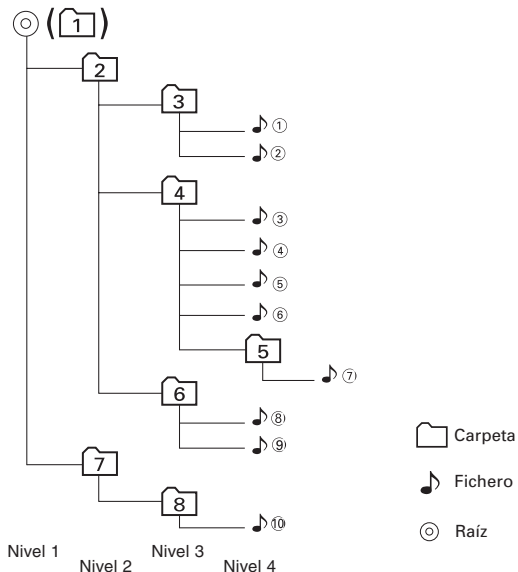 (1)
2
3
①
②
4
③
④
⑤
⑥
5
⑦
6
⑧
⑨
7
8
⑩
Carpeta
Fichero
Raíz
Nivel 1
Nivel 2
Nivel 3
Nivel 4